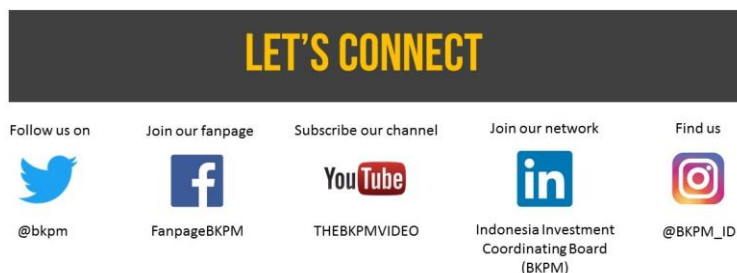 LET'S CONNECT
Follow us on
Join our fanpage
Subscribe our channel
Join our network
Find us
f
YouTube
in
@bkpm
FanpageBKPM
THEBKPMVIDEO
Indonesia Investment
Coordinating Board
(BKPM)
@BKPM_ID